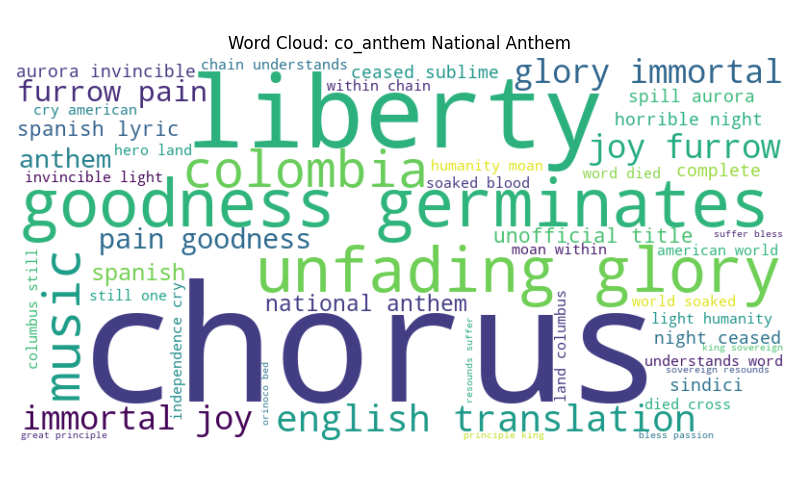 Word Cloud: co_anthem National Anthem
aurora invincible
chain understands
ceased sublime
glory immortal
furrow pain
liberty
within chain
spill aurora
cry american
spanish lyric
hero land
horrible night
joy furrow
anthem
colombia
humanity moan
word died
complete
invincible light
soaked blood
goodness germinates
pain goodness
unofficial title
suffer bless
moan within
american world
columbus still
music
spanish
unfading glory
still one
independence cry
national anthem
land columbus
world soaked
chorus
light humanity
night ceased
king sovereign
understands word
sovereign resounds
orinoco bed
resounds suffer
sindici
died cross
immortal joy
english translation
great principle
principle king
bless passion